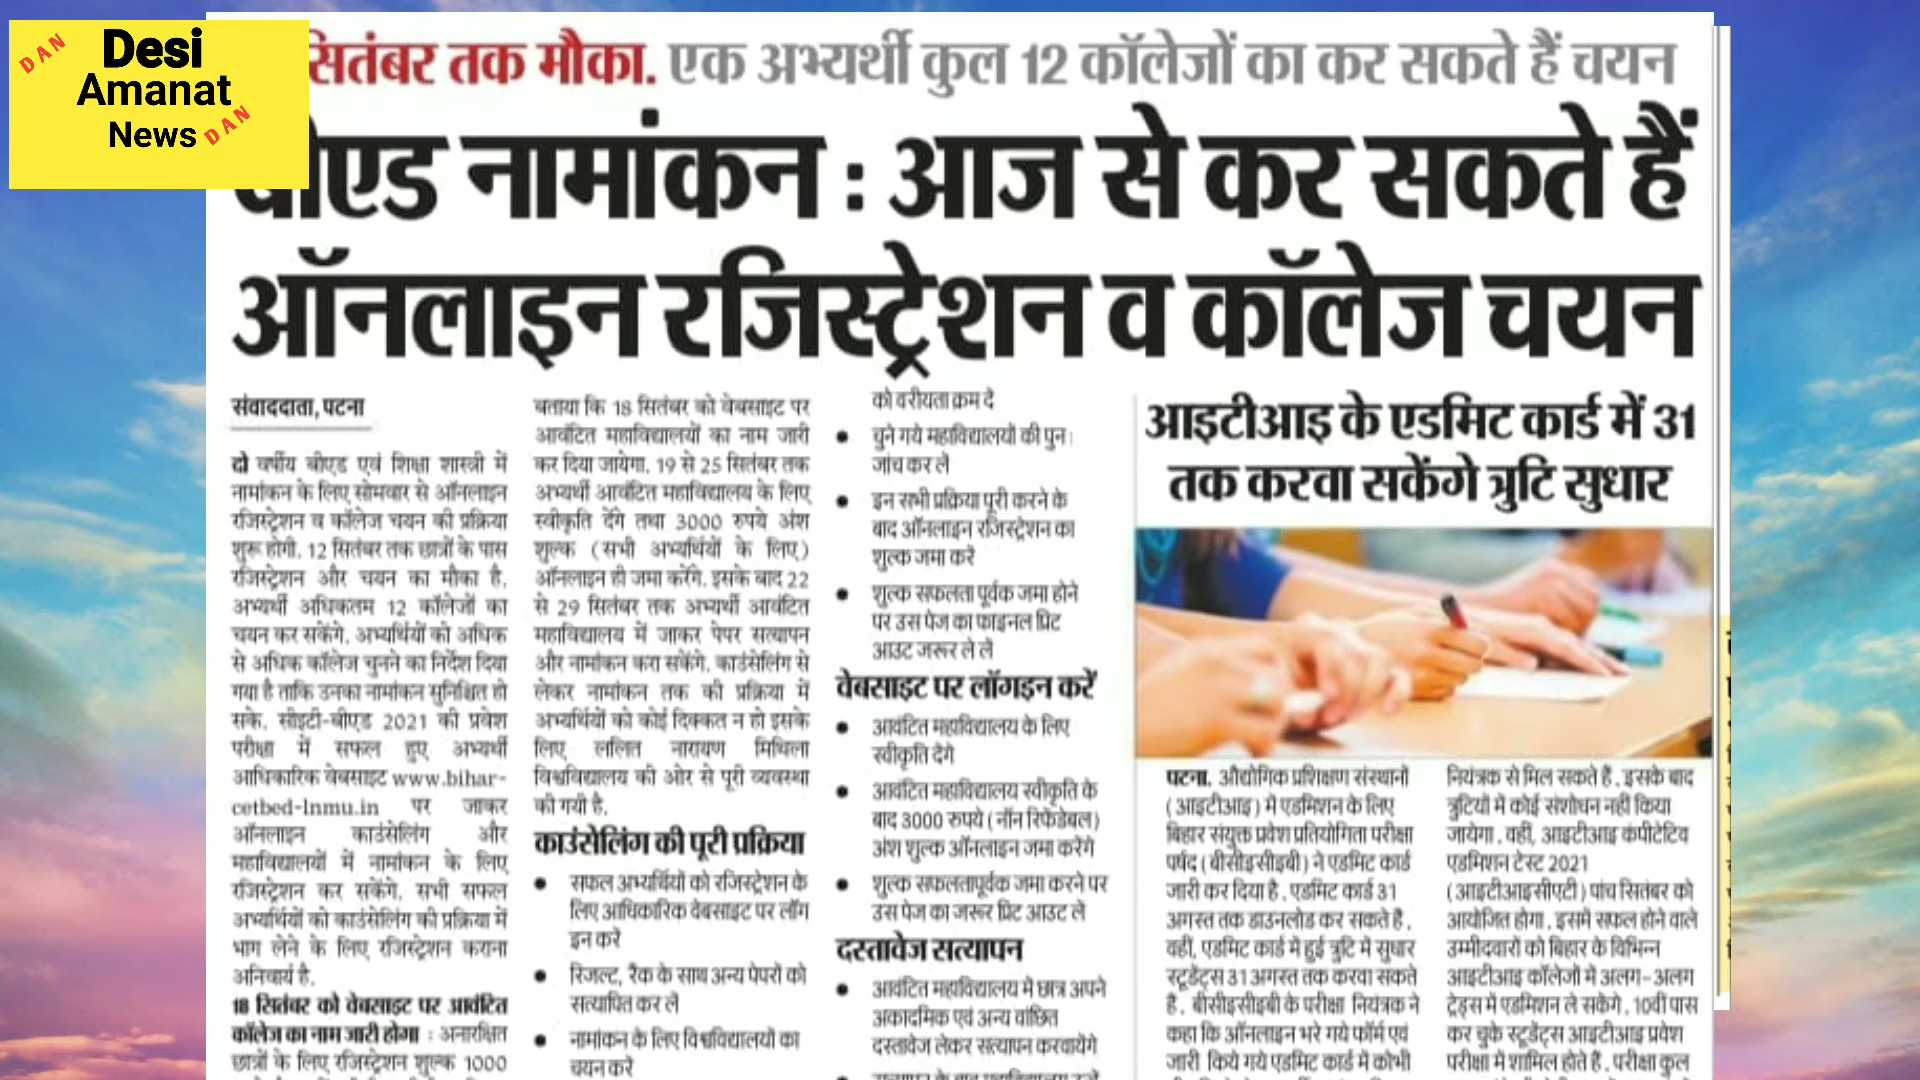 DAN
Desi
Amanat
News DAN
सितंबर तक मौका. एक अभ्यर्थी कुल 12 कॉलेजों का कर सकते हैं चयन
बीएड नामांकन : आज से कर सकते हैं
ऑनलाइन रजिस्ट्रेशन व कॉलेज चयन
संवाददाता, पटना
दो वर्षीय बीएड एवं शिक्षा शास्त्री में
नामांकन के लिए सोमवार से ऑनलाइन
रजिस्ट्रेशन व कॉलेज चयन की प्रक्रिया
शुरू होगी. 12 सितंबर तक छात्रों के पास
रजिस्ट्रेशन और चयन का मौका है.
अभ्यर्थी अधिकतम 12 कॉलेजों का
चयन कर सकेंगे. अभ्यर्थियों को अधिक
से अधिक कॉलेज चुनने का निर्देश दिया
गया है ताकि उनका नामांकन सुनिश्चित हो
सके. सीइटी-बीएड 2021 की प्रवेश
परीक्षा में सफल हुए अभ्यर्थी
आधिकारिक वेबसाइट www.bihar-
cetbed-lnmu.in पर जाकर
ऑनलाइन काउंसेलिंग और
महाविद्यालयों में नामांकन के लिए
रजिस्ट्रेशन कर सकेंगे. सभी सफल
अभ्यर्थियों को काउंसेलिंग की प्रक्रिया में
भाग लेने के लिए रजिस्ट्रेशन कराना
अनिवार्य है.
18 सितंबर को वेबसाइट पर आवंटित
कॉलेज का नाम जारी होगा : अनारक्षित
छात्रों के लिए रजिस्ट्रेशन शुल्क 1000
बताया कि 18 सितंबर को वेबसाइट पर
आवंटित महाविद्यालयों का नाम जारी
कर दिया जायेगा. 19 से 25 सितंबर तक
अभ्यर्थी आवंटित महाविद्यालय के लिए
स्वीकृति देंगे तथा 3000 रुपये अंश
शुल्क (सभी अभ्यर्थियों के लिए)
ऑनलाइन ही जमा करेंगे. इसके बाद 22
से 29 सितंबर तक अभ्यर्थी आवंटित
महाविद्यालय में जाकर पेपर सत्यापन
और नामांकन करा सकेंगे. काउंसेलिंग से
लेकर नामांकन तक की प्रक्रिया में
अभ्यर्थियों को कोई दिक्कत न हो इसके
लिए ललित नारायण मिथिला
विश्वविद्यालय की ओर से पूरी व्यवस्था
की गयी है.
काउंसेलिंग की पूरी प्रक्रिया
● सफल अभ्यर्थियों को रजिस्ट्रेशन के
लिए आधिकारिक वेबसाइट पर लॉग
इन करें
● रिजल्ट, रैंक के साथ अन्य पेपरों को
सत्यापित कर लें
● नामांकन के लिए विश्वविद्यालयों का
चयन करें
को वरीयता क्रम दे
● चुने गये महाविद्यालयों की पुन:
जांच कर लें
● इन सभी प्रक्रिया पूरी करने के
बाद ऑनलाइन रजिस्ट्रेशन का
शुल्क जमा करें
● शुल्क सफलता पूर्वक जमा होने
पर उस पेज का फाइनल प्रिंट
आउट जरूर ले लें
वेबसाइट पर लॉगइन करें
● आवंटित महाविद्यालय के लिए
स्वीकृति देंगे
● आवंटित महाविद्यालय स्वीकृति के
बाद 3000 रुपये (नॉन रिफंडेबल)
अंश शुल्क ऑनलाइन जमा करेंगे
● शुल्क सफलतापूर्वक जमा करने पर
उस पेज का जरूर प्रिंट आउट लें
दस्तावेज सत्यापन
● आवंटित महाविद्यालय में छात्र अपने
अकादमिक एवं अन्य वांछित
दस्तावेज लेकर सत्यापन करवायेंगे
आइटीआइ के एडमिट कार्ड में 31
तक करवा सकेंगे त्रुटि सुधार
पटना. औद्योगिक प्रशिक्षण संस्थानों
(आइटीआइ) में एडमिशन के लिए
बिहार संयुक्त प्रवेश प्रतियोगिता परीक्षा
पर्षद (बीसीइसीइबी) ने एडमिट कार्ड
जारी कर दिया है. एडमिट कार्ड 31
अगस्त तक डाउनलोड कर सकते हैं.
वहीं, एडमिट कार्ड में हुई त्रुटि में सुधार
स्टूडेंट्स 31 अगस्त तक करवा सकते
हैं. बीसीइसीइबी के परीक्षा नियंत्रक ने
कहा कि ऑनलाइन भरे गये फॉर्म एवं
जारी किये गये एडमिट कार्ड में कोभी
नियंत्रक से मिल सकते हैं. इसके बाद
त्रुटियों में कोई संशोधन नहीं किया
जायेगा. वहीं, आइटीआइ कंपीटेटिव
एडमिशन टेस्ट 2021
(आइटीआइसीएटी) पांच सितंबर को
आयोजित होगा. इसमें सफल होने वाले
उम्मीदवारों को बिहार के विभिन्न
आइटीआइ कॉलेजों में अलग-अलग
ट्रेड्स में एडमिशन ले सकेंगे. 10वीं पास
कर चुके स्टूडेंट्स आइटीआइ प्रवेश
परीक्षा में शामिल होते हैं. परीक्षा कुल